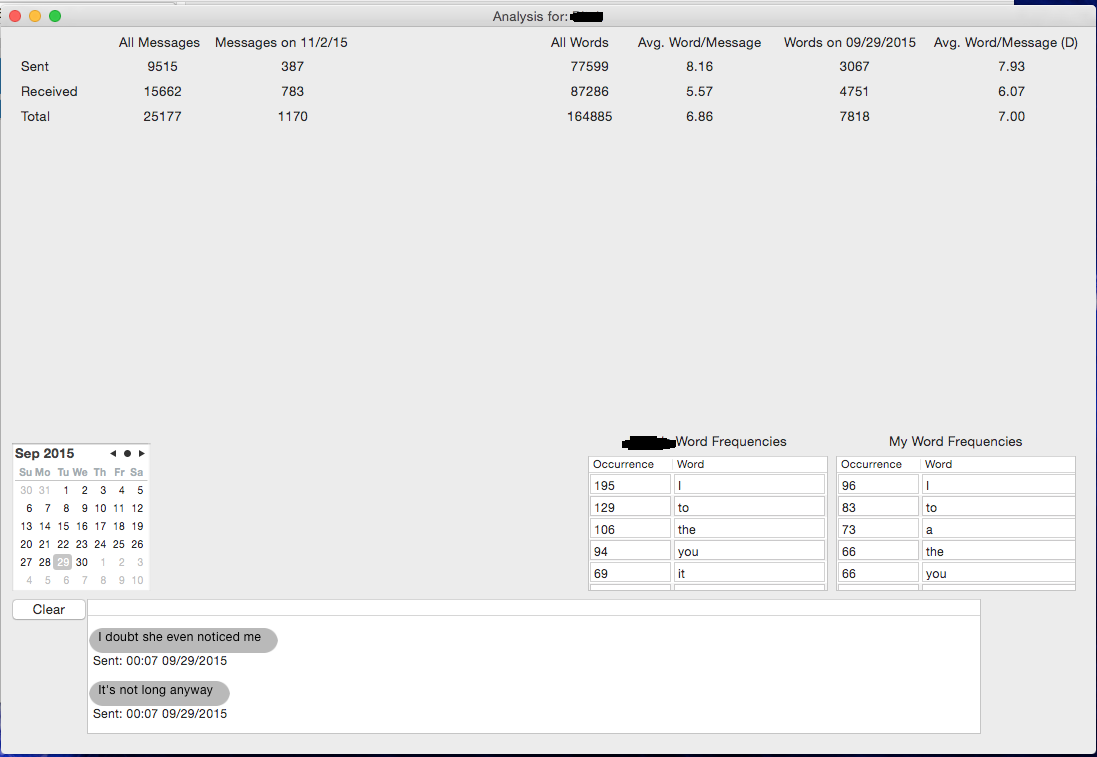 Analysis for:
All Messages Messages on 11/2/15 All Words Avg. Word/Message Words on 09/29/2015 Avg. Word/Message (D)
Sent 9515 387 77599 8.16 3067 7.93
Received 15662 783 87286 5.57 4751 6.07
Total 25177 1170 164885 6.86 7818 7.00
Word Frequencies My Word Frequencies
Occurrence Word Occurrence Word
195 I 96 I
129 to 83 to
106 the 73 a
94 you 66 the
69 it 66 you
Sep 2015
Su Mo Tu We Th Fr Sa
30 31 1 2 3 4 5
6 7 8 9 10 11 12
13 14 15 16 17 18 19
20 21 22 23 24 25 26
27 28 29 30 1 2 3
4 5 6 7 8 9 10
Clear
I doubt she even noticed me
Sent: 00:07 09/29/2015
It's not long anyway
Sent: 00:07 09/29/2015